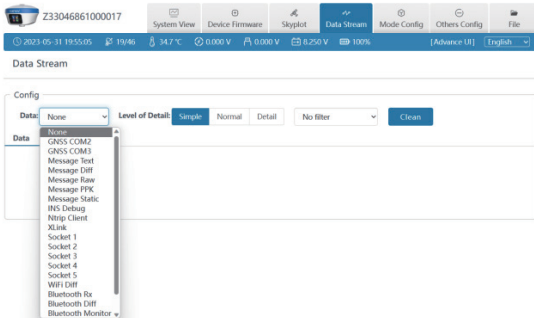 Z33046861000017
System View
Device Firmware
Skyplot
Data Stream
Mode Config
Others Config
File
2023-05-31 19:55:05
19/46
34.7 ℃
0.000 V
0.000 V
8.250 V
100%
[Advance UI]
English
Data Stream
Config
Data:
None
Level of Detail:
Simple
Normal
Detail
No filter
Clean
Data
None
GNSS COM2
GNSS COM3
Message Text
Message Diff
Message Raw
Message PPK
Message Static
INS Debug
Ntrip Client
XLink
Socket 1
Socket 2
Socket 3
Socket 4
Socket 5
WiFi Diff
Bluetooth Rx
Bluetooth Diff
Bluetooth Monitor